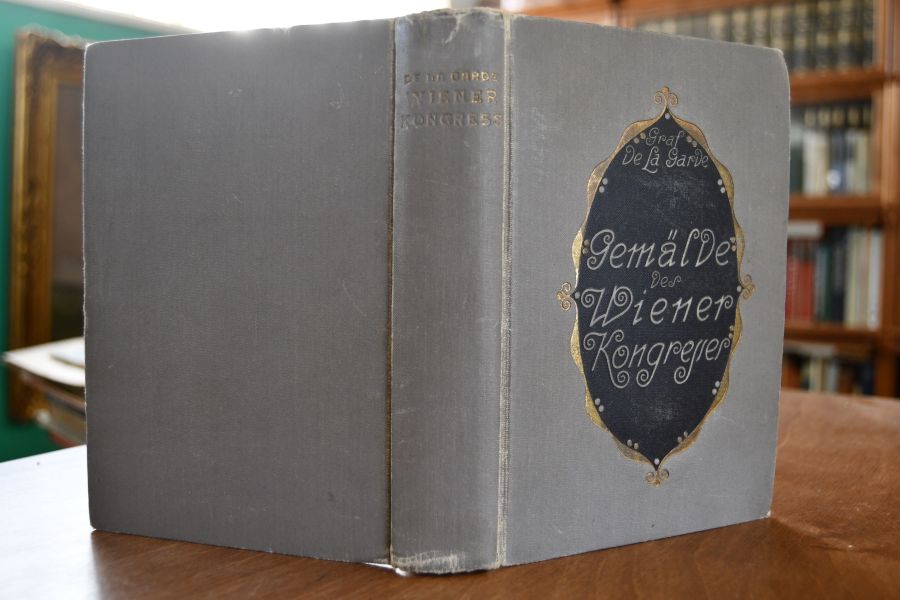 DE LA GARDE
WIENER
KONGRESS
Graf
De La Garde
Gemälde
des
Wiener
Kongresses